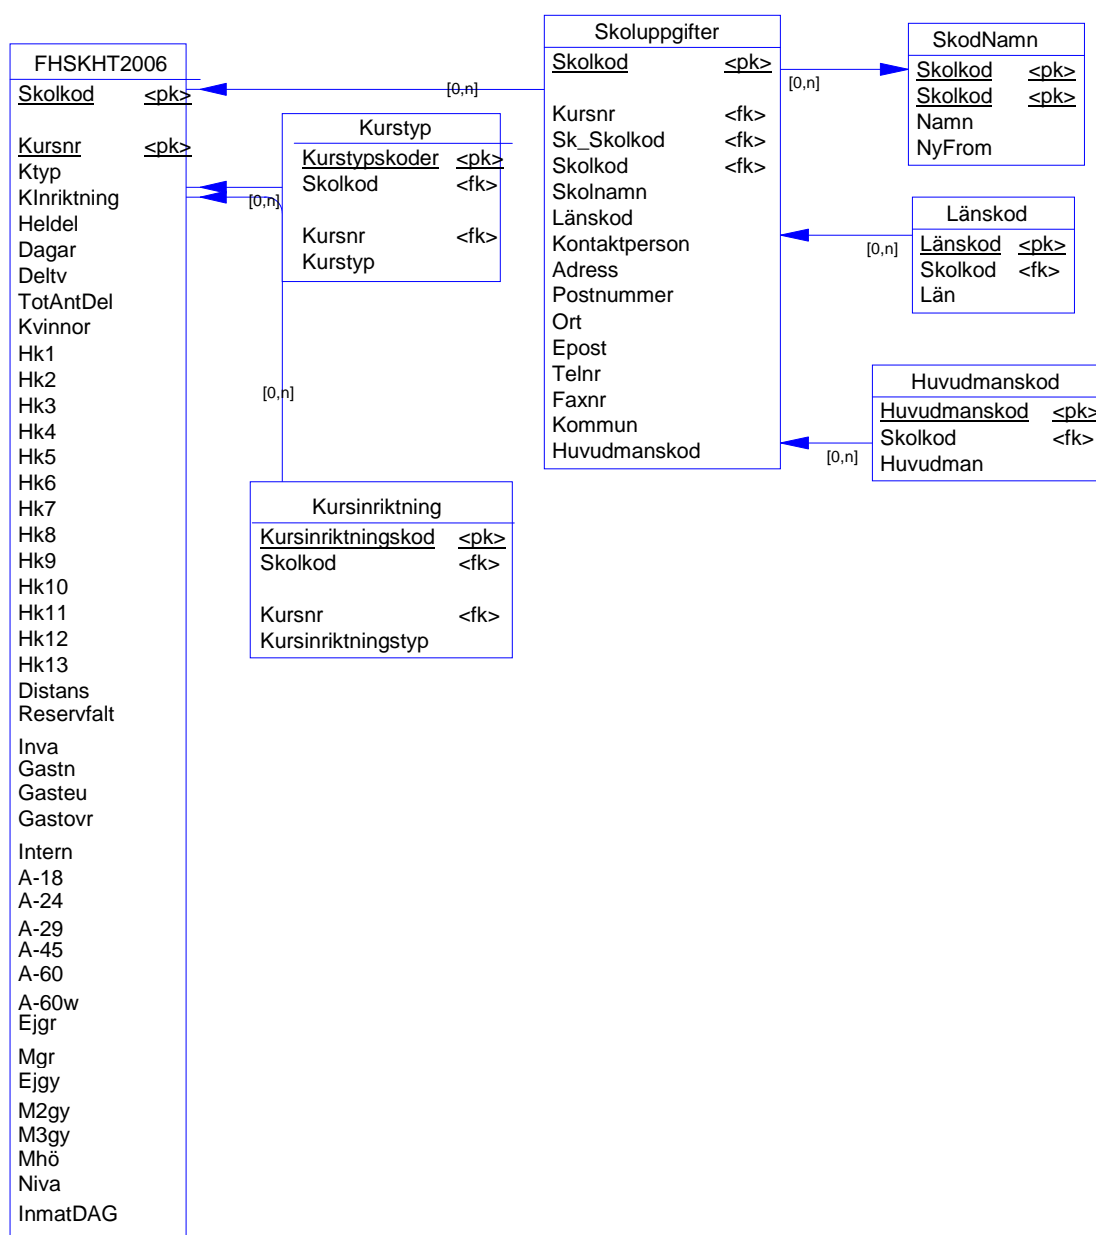 FHSKHT2006
Skolkod <pk>
Kursnr <pk>
Ktyp
KInriktning
Heldel
Dagar
Deltv
TotAntDel
Kvinnor
Hk1
Hk2
Hk3
Hk4
Hk5
Hk6
Hk7
Hk8
Hk9
Hk10
Hk11
Hk12
Hk13
Distans
Reservfalt
Inva
Gastn
Gasteu
Gastovr
Intern
A-18
A-24
A-29
A-45
A-60
A-60w
Ejgr
Mgr
Ejgy
M2gy
M3gy
Mhö
Niva
InmatDAG
[0,n]
Kurstyp
Kurstypskoder <pk>
Skolkod <fk>
Kursnr <fk>
Kurstyp
[0,n]
[0,n]
Kursinriktning
Kursinriktningskod <pk>
Skolkod <fk>
Kursnr <fk>
Kursinriktningstyp
Skoluppgifter
Skolkod <pk>
Kursnr <fk>
Sk_Skolkod <fk>
Skolkod <fk>
Skolnamn
Länskod
Kontaktperson
Adress
Postnummer
Ort
Epost
Telnr
Faxnr
Kommun
Huvudmanskod
[0,n]
SkodNamn
Skolkod <pk>
Skolkod <pk>
Namn
NyFrom
[0,n]
Länskod
Länskod <pk>
Skolkod <fk>
Län
[0,n]
Huvudmanskod
Huvudmanskod <pk>
Skolkod <fk>
Huvudman